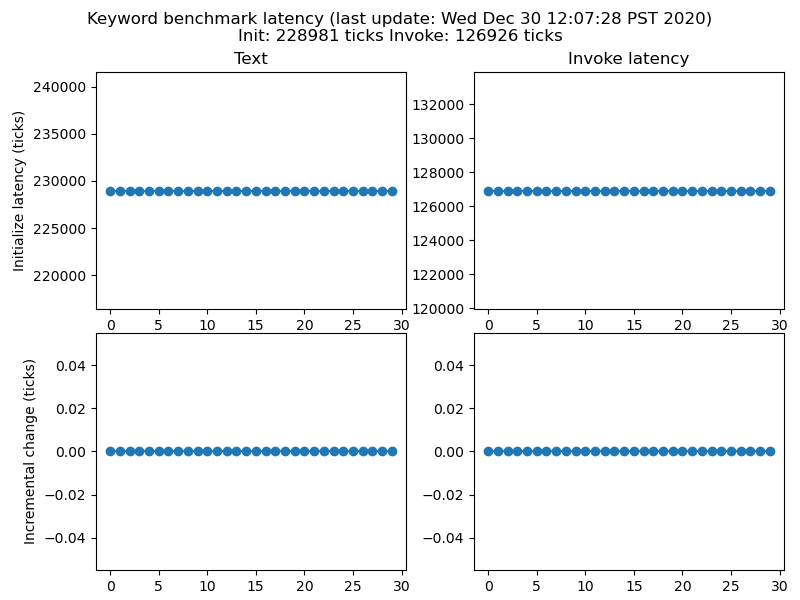 Keyword benchmark latency (last update: Wed Dec 30 12:07:28 PST 2020)
Init: 228981 ticks Invoke: 126926 ticks
Text
Initialize latency (ticks)
240000
235000
230000
225000
220000
0 5 10 15 20 25 30
Invoke latency
132000
130000
128000
126000
124000
122000
120000
0 5 10 15 20 25 30
Incremental change (ticks)
0.04
0.02
0.00
−0.02
−0.04
0 5 10 15 20 25 30
0.04
0.02
0.00
−0.02
−0.04
0 5 10 15 20 25 30